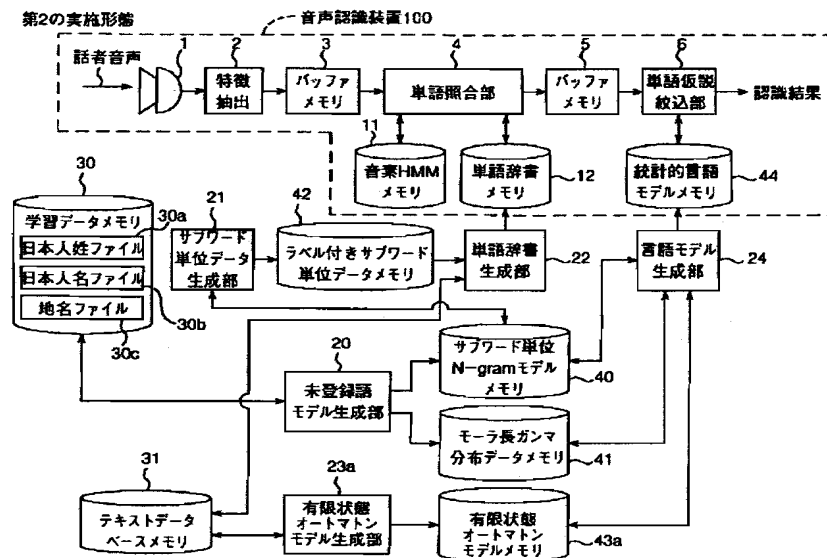 第2の実施形態
音声認識装置100
話者音声
1
2
3
4
5
6
特徴
抽出
バッファ
メモリ
単語照合部
バッファ
メモリ
単語仮説
絞込部
認識結果
11
音素HMM
メモリ
単語辞書
メモリ
12
統計的言語
モデルメモリ
44
30
学習データメモリ
30a
日本人姓ファイル
日本人名ファイル
30b
地名ファイル
30c
21
サブワード
単位データ
生成部
42
ラベル付きサブワード
単位データメモリ
単語辞書
生成部
22
言語モデル
生成部
24
20
未登録語
モデル生成部
サブワード単位
N-gramモデル
メモリ
40
モーラ長ガンマ
分布データメモリ
41
31
テキストデータ
ベースメモリ
23a
有限状態
オートマトン
モデル生成部
有限状態
オートマトン
モデルメモリ
43a